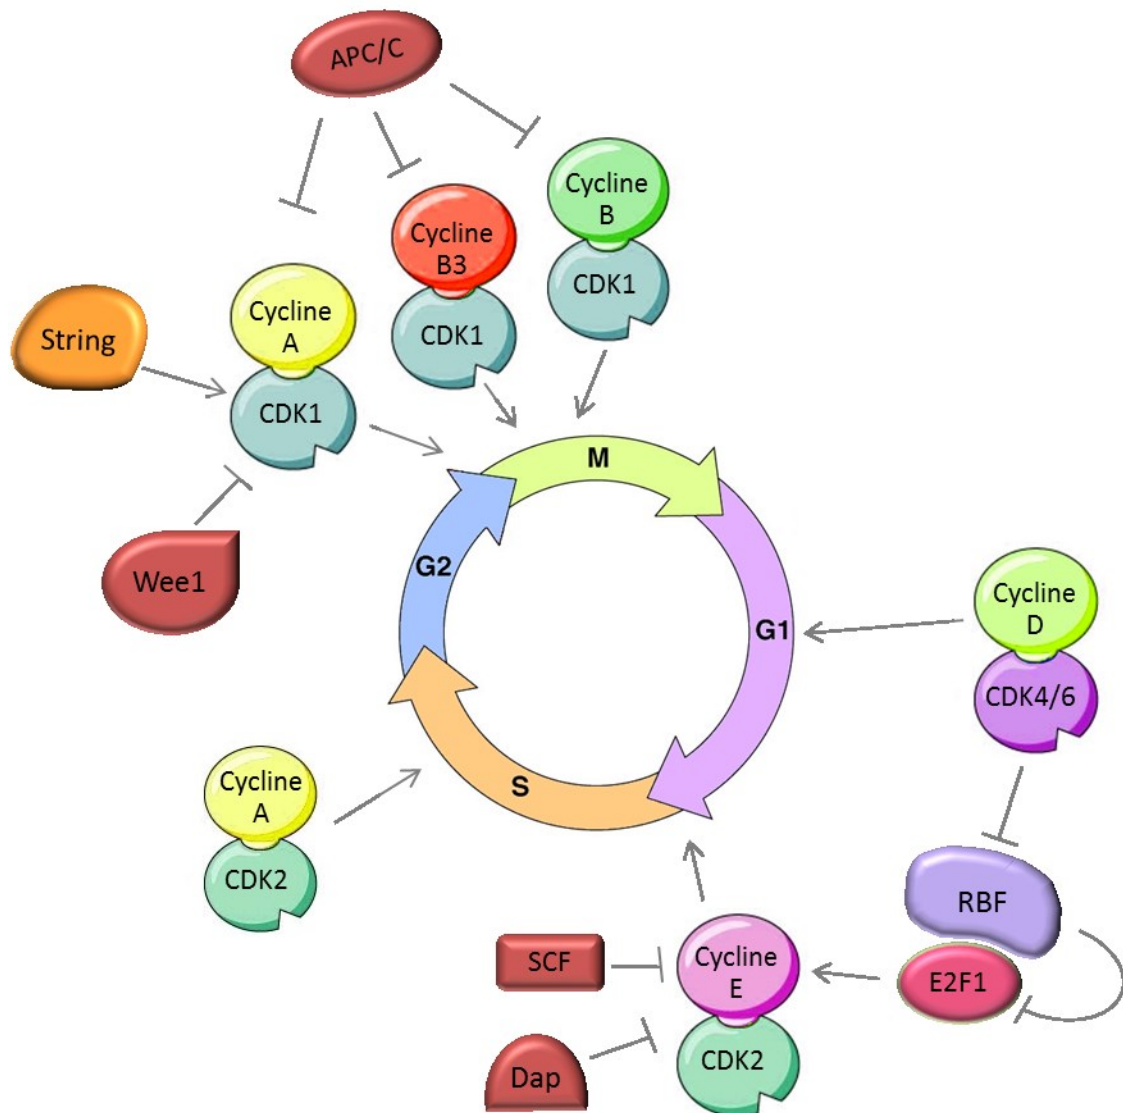 APC/C
Cycline
B
CDK1
Cycline
B3
CDK1
Cycline
A
CDK1
String
Wee1
M
G2
G1
S
Cycline
D
CDK4/6
Cycline
A
CDK2
RBF
E2F1
SCF
Cycline
E
CDK2
Dap